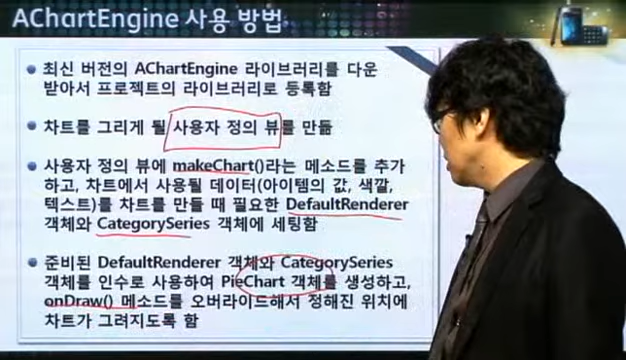 AChartEngine 사용 방법
최신 버전의 AChartEngine 라이브러리를 다운
받아서 프로젝트의 라이브러리로 등록함
차트를 그리게 될 사용자 정의 뷰를 만듦
사용자 정의 뷰에 makeChart()라는 메소드를 추가
하고, 차트에서 사용될 데이터(아이템의 값, 색깔,
텍스트)를 차트를 만들 때 필요한 DefaultRenderer
객체와 CategorySeries 객체에 세팅함
준비된 DefaultRenderer 객체와 CategorySeries
객체를 인수로 사용하여 PieChart 객체를 생성하고,
onDraw() 메소드를 오버라이드해서 정해진 위치에
차트가 그려지도록 함